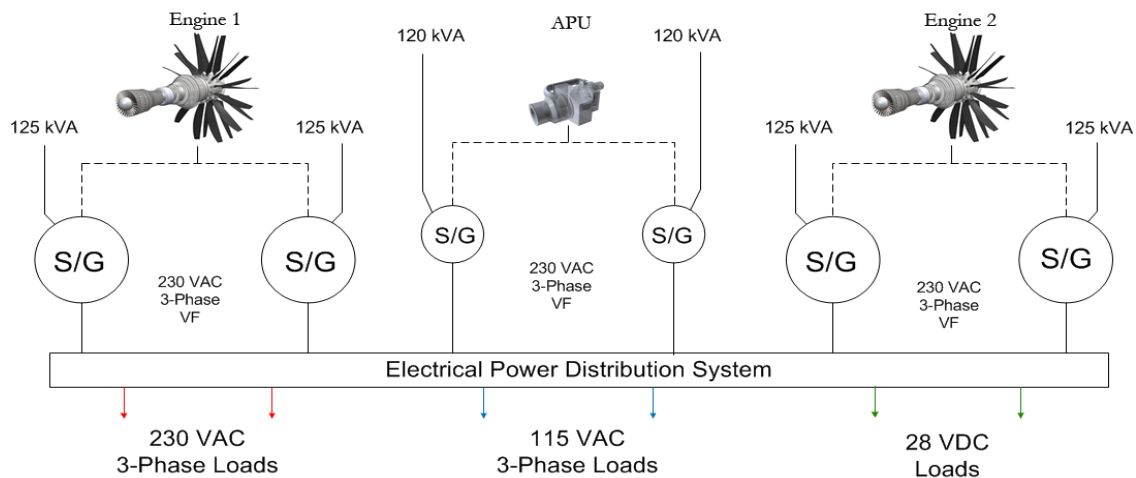 Engine 1
APU
Engine 2
120 kVA
120 kVA
125 kVA
125 kVA
125 kVA
125 kVA
S/G
S/G
S/G
S/G
S/G
S/G
230 VAC
3-Phase
VF
230 VAC
3-Phase
VF
230 VAC
3-Phase
VF
Electrical Power Distribution System
230 VAC
3-Phase Loads
115 VAC
3-Phase Loads
28 VDC
Loads